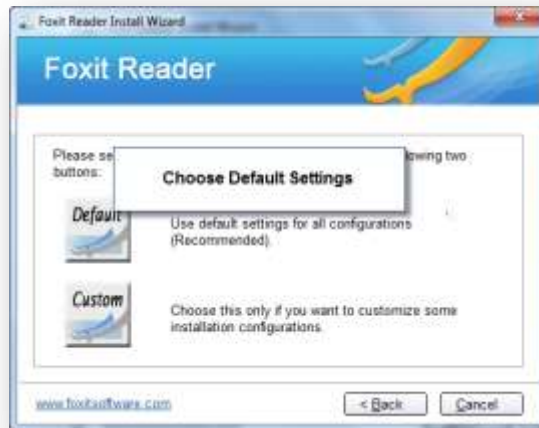 Foxit Reader Install Wizard
Foxit Reader
Please se
lowing two
buttons:
Choose Default Settings
Default
Use default settings for all configurations
(Recommended).
Custom
Choose this only if you want to customize some
installation configurations.
www.foxitsoftware.com
< Back
Cancel